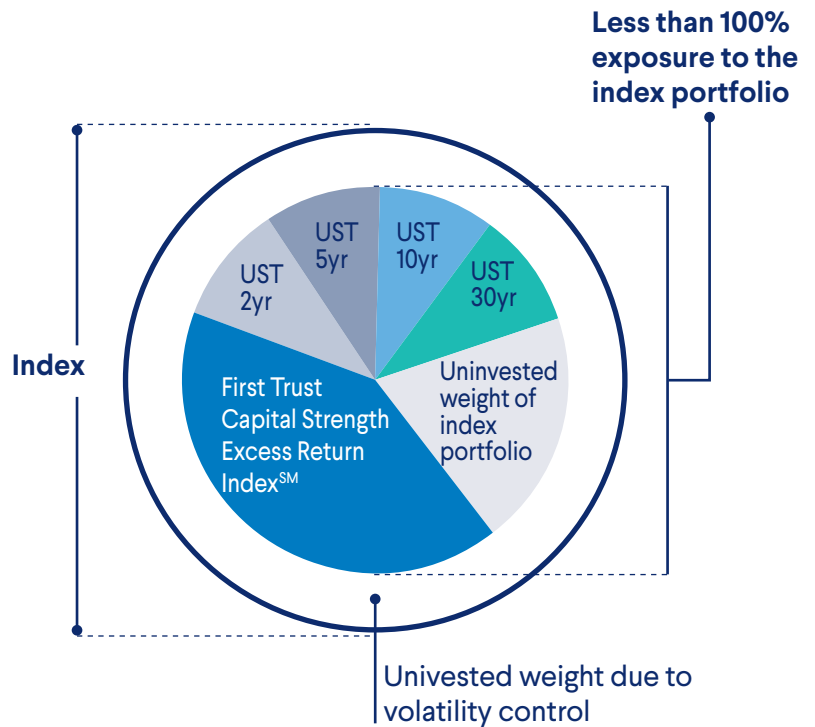 Less than 100%
exposure to the
index portfolio
UST
5yr
UST
10yr
UST
2yr
UST
30yr
Index
First Trust
Capital Strength
Excess Return
Index℠
Uninvested
weight of
index
portfolio
Univested weight due to
volatility control